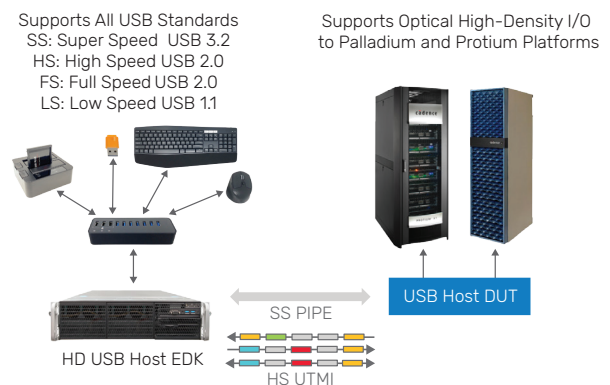 Supports All USB Standards
SS: Super Speed USB 3.2
HS: High Speed USB 2.0
FS: Full Speed USB 2.0
LS: Low Speed USB 1.1
Supports Optical High-Density I/O
to Palladium and Protium Platforms
cadence
USB Host DUT
SS PIPE
HD USB Host EDK
HS UTMI